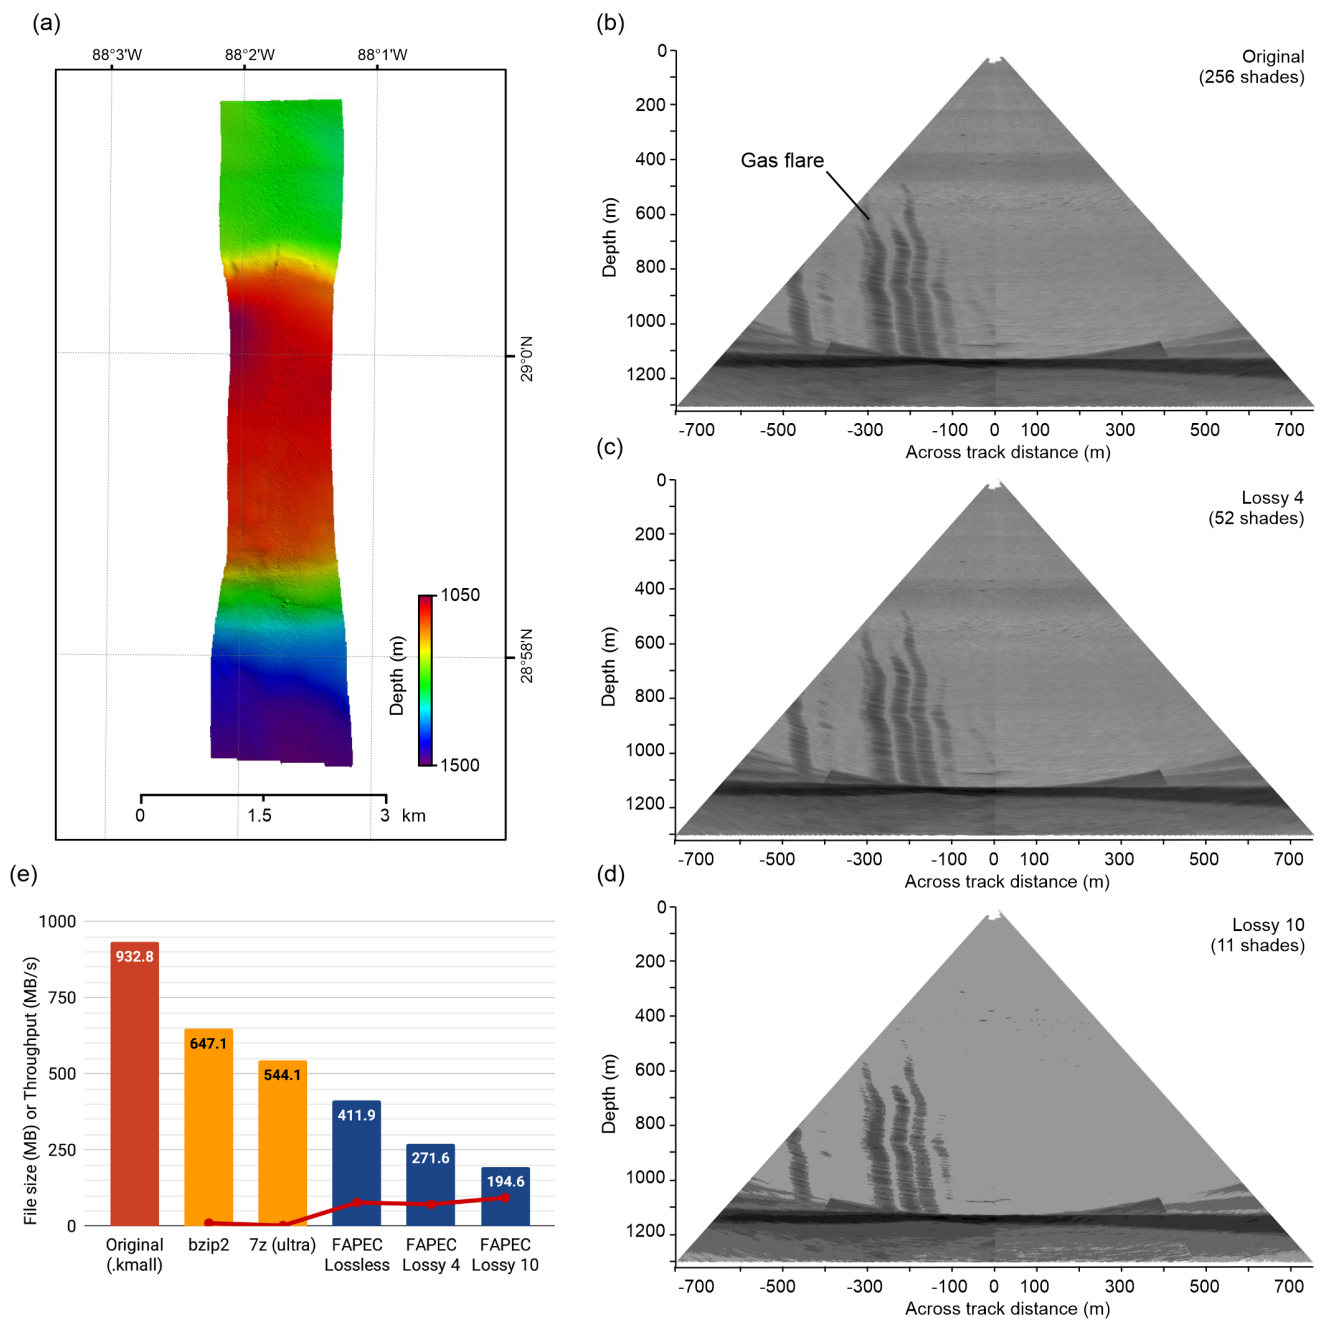 (a)
88°3'W
88°2'W
88°1'W
29°0'N
28°58'N
Depth (m)
1050
1500
0
1.5
3 km
(b)
Original
(256 shades)
Gas flare
Depth (m)
0
200
400
600
800
1000
1200
-700
-500
-300
-100
0
100
300
500
700
Across track distance (m)
(c)
Lossy 4
(52 shades)
Depth (m)
0
200
400
600
800
1000
1200
-700
-500
-300
-100
0
100
300
500
700
Across track distance (m)
(d)
Lossy 10
(11 shades)
Depth (m)
0
200
400
600
800
1000
1200
-700
-500
-300
-100
0
100
300
500
700
Across track distance (m)
(e)
File size (MB) or Throughput (MB/s)
1000
750
500
250
0
932.8
647.1
544.1
411.9
271.6
194.6
Original
(.kmall)
bzip2
7z (ultra)
FAPEC
Lossless
FAPEC
Lossy 4
FAPEC
Lossy 10